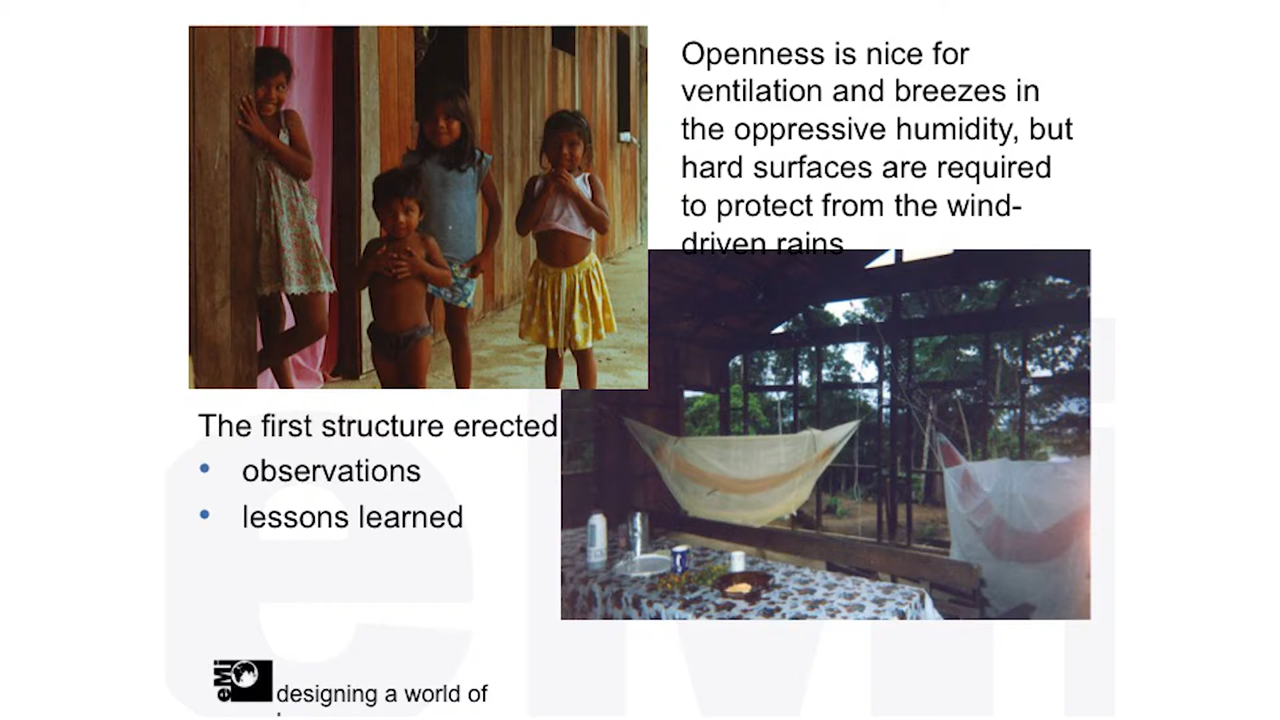 Openness is nice for
ventilation and breezes in
the oppressive humidity, but
hard surfaces are required
to protect from the wind-
driven rains
The first structure erected
• observations
• lessons learned
eMi
designing a world of